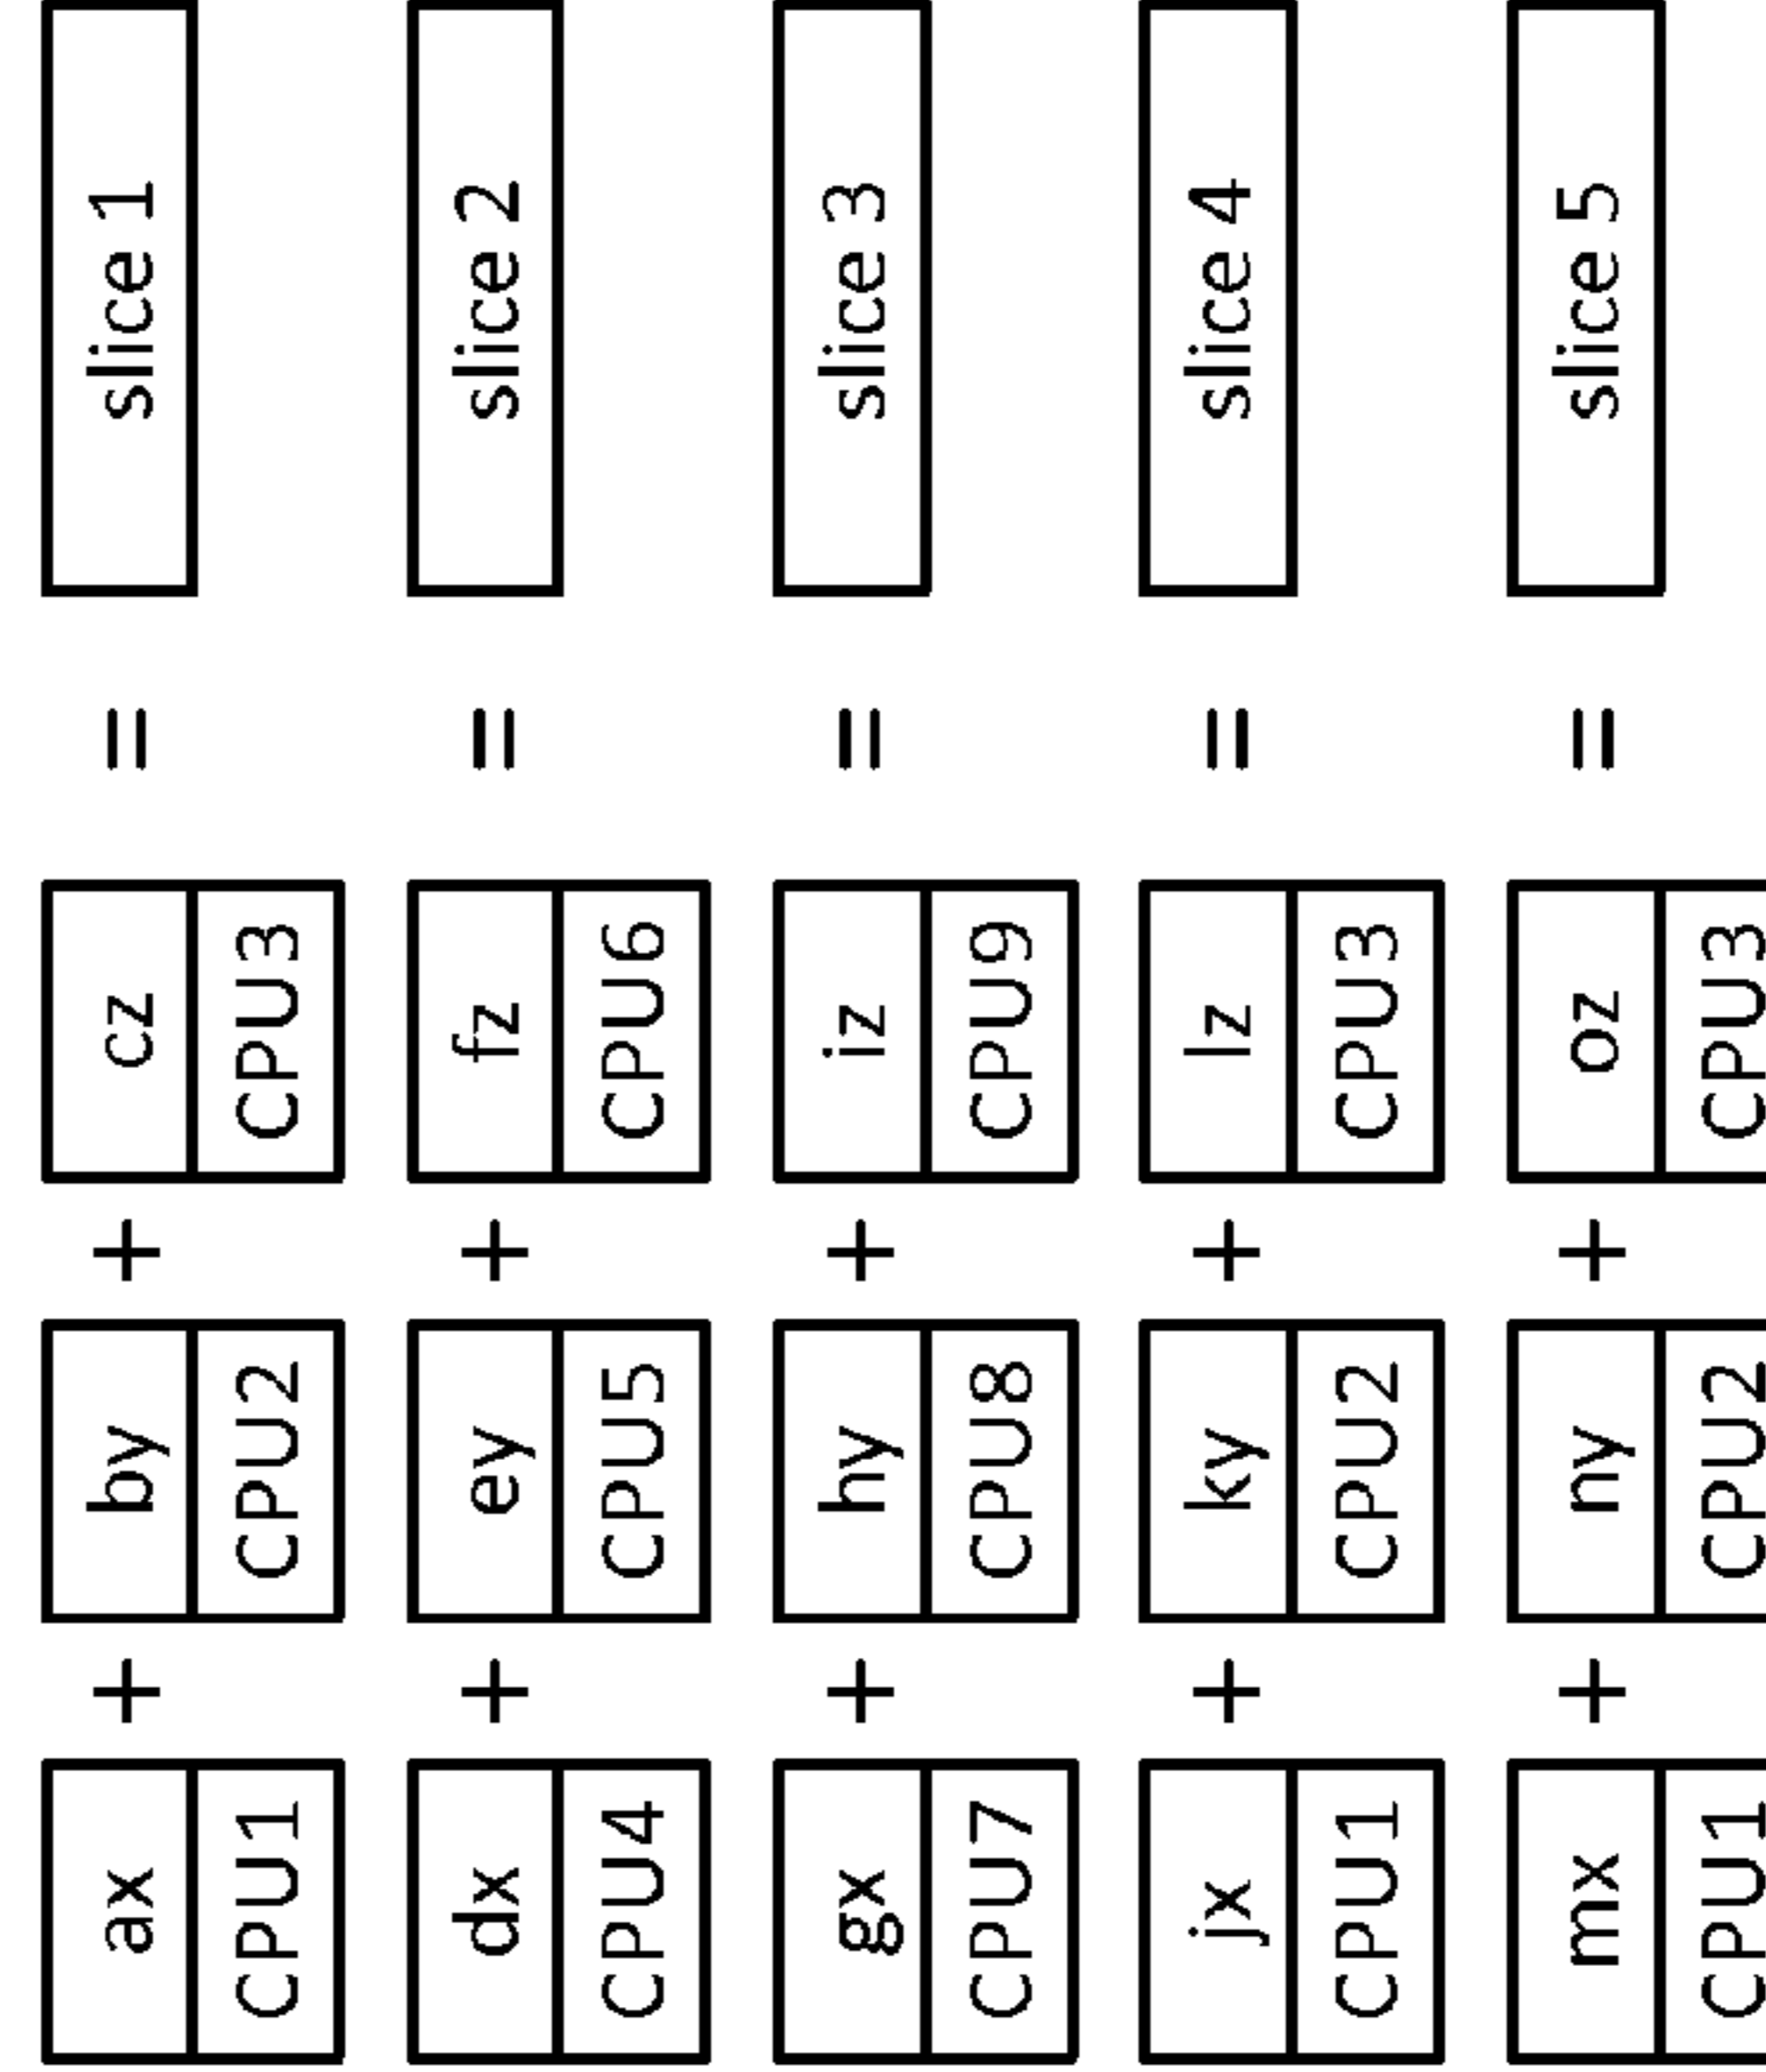 ax + by + cz = slice 1
CPU1 CPU2 CPU3
dx + ey + fz = slice 2
CPU4 CPU5 CPU6
gx + hy + iz = slice 3
CPU7 CPU8 CPU9
jx + ky + lz = slice 4
CPU1 CPU2 CPU3
mx + ny + oz = slice 5
CPU1 CPU2 CPU3